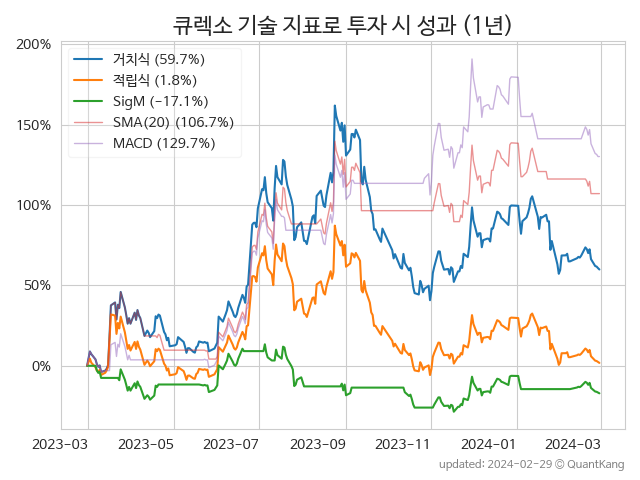 큐렉소 기술 지표로 투자 시 성과 (1년)
200%
150%
100%
50%
0%
거치식 (59.7%)
적립식 (1.8%)
SigM (-17.1%)
SMA(20) (106.7%)
MACD (129.7%)
2023-03 2023-05 2023-07 2023-09 2023-11 2024-01 2024-03
updated: 2024-02-29 © QuantKang